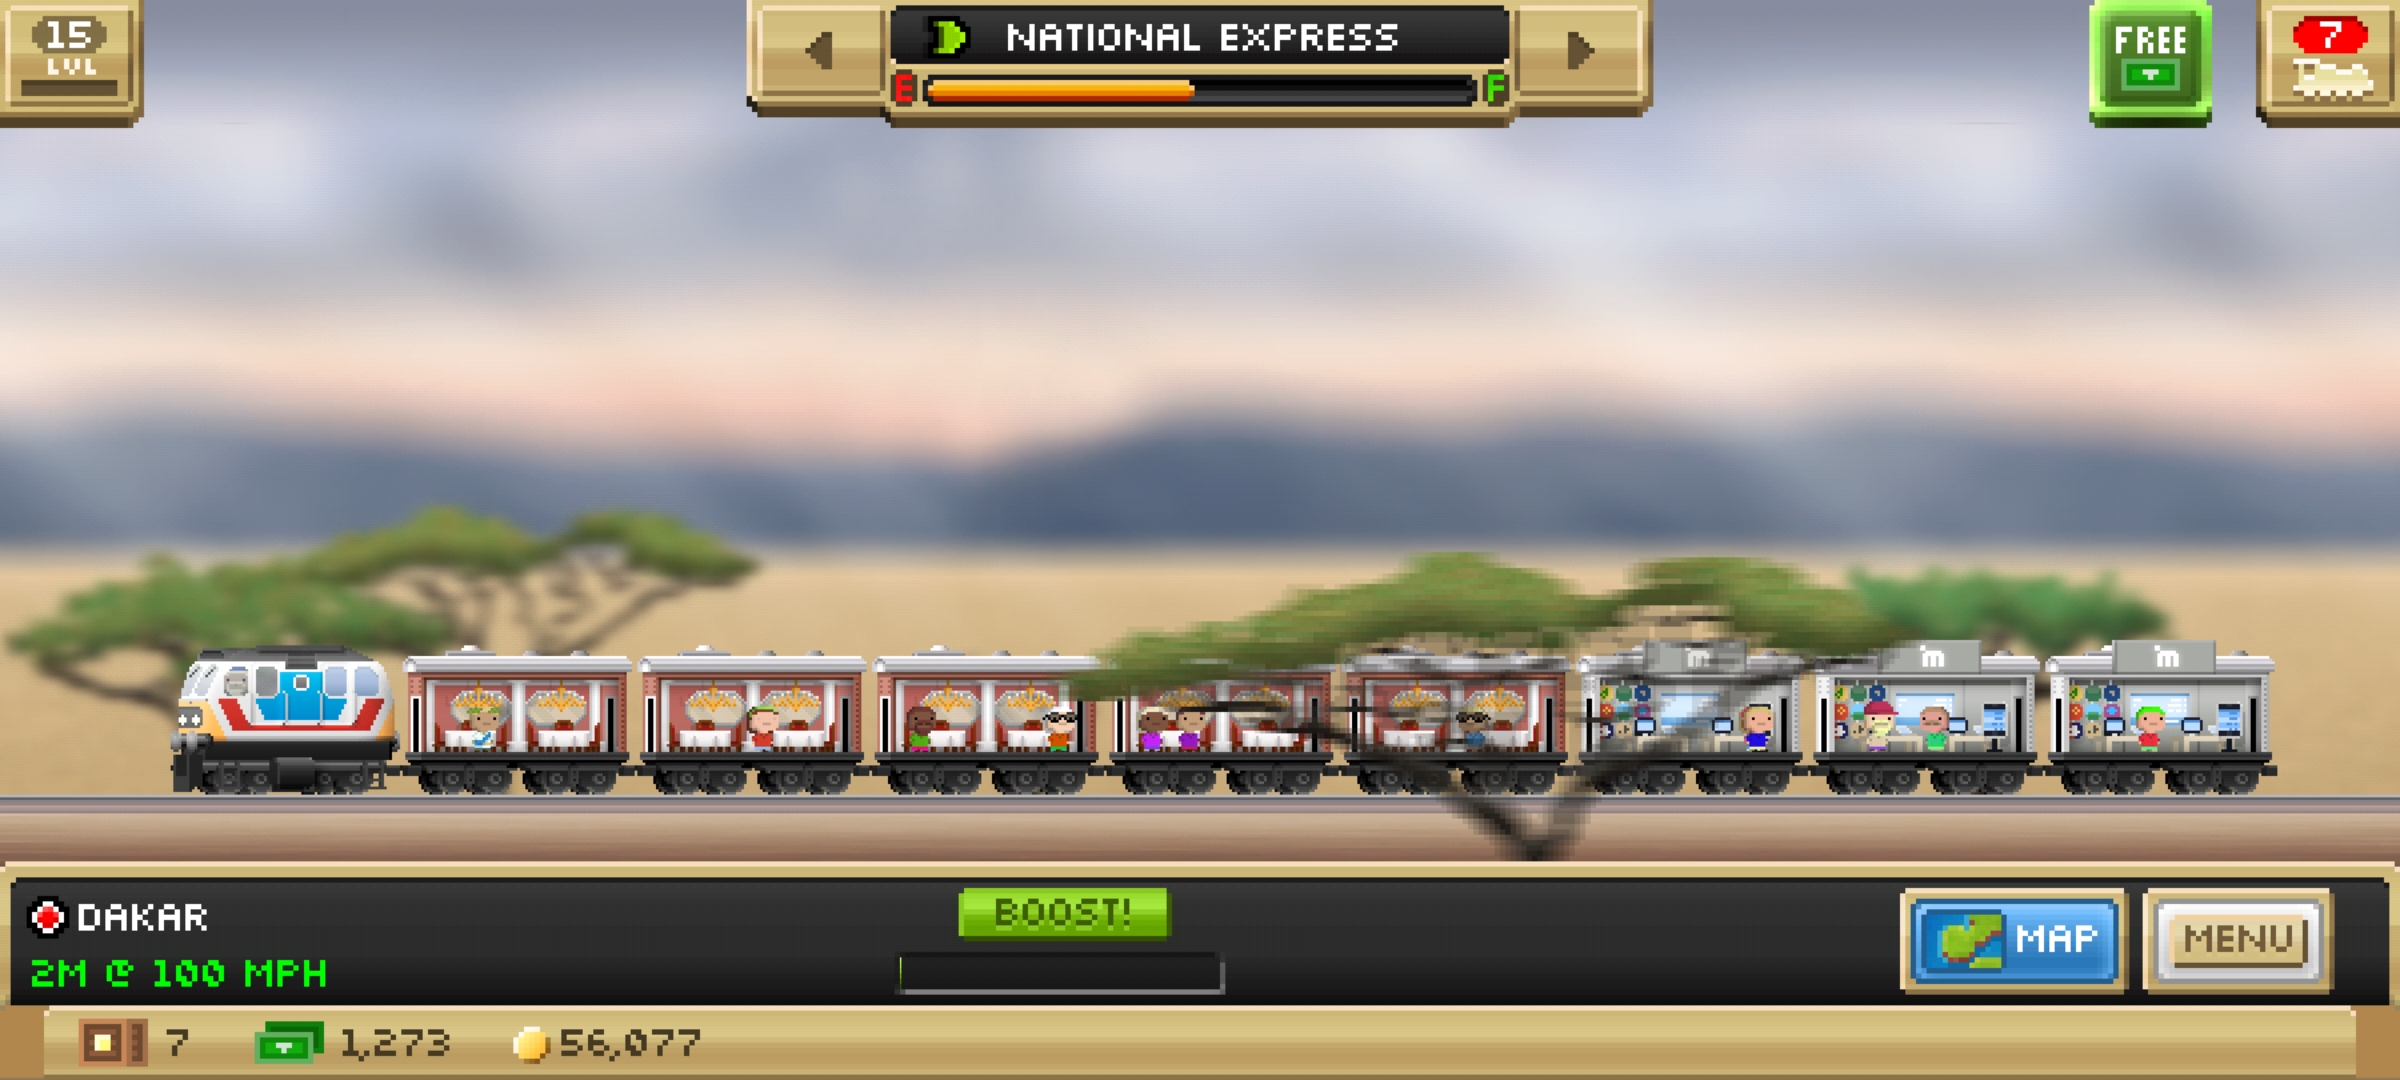 15
LVL
NATIONAL EXPRESS
E
F
FREE
7
m
m
m
DAKAR
2M @ 100 MPH
BOOST!
MAP
MENU
7
1,273
56,077